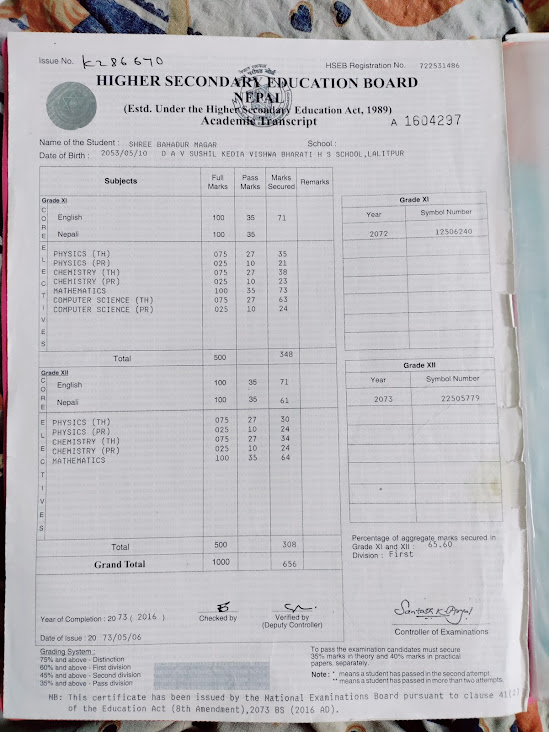 Issue No. K286670
HSEB Registration No. 722531486
HIGHER SECONDARY EDUCATION BOARD
NEPAL
(Estd. Under the Higher Secondary Education Act, 1989)
Academic Transcript
A 1604297
Name of the Student : SHREE BAHADUR MAGAR School :
Date of Birth : 2053/05/10 D A V SUSHIL KEDIA VISHWA BHARATI H S SCHOOL,LALITPUR
Subjects Full Marks Pass Marks Marks Secured Remarks
Grade XI
CORE
English 100 35 71
Nepali 100 35
ELECTIVES
PHYSICS (TH) 075 27 35
PHYSICS (PR) 025 10 21
CHEMISTRY (TH) 075 27 38
CHEMISTRY (PR) 025 10 23
MATHEMATICS 100 35 73
COMPUTER SCIENCE (TH) 075 27 63
COMPUTER SCIENCE (PR) 025 10 24
Total 500 348
Grade XI
Year Symbol Number
2072 12506240
Grade XII
CORE
English 100 35 71
Nepali 100 35 61
ELECTIVES
PHYSICS (TH) 075 27 30
PHYSICS (PR) 025 10 24
CHEMISTRY (TH) 075 27 34
CHEMISTRY (PR) 025 10 24
MATHEMATICS 100 35 64
Total 500 308
Grand Total 1000 656
Grade XII
Year Symbol Number
2073 22505779
Percentage of aggregate marks secured in
Grade XI and XII : 65.60
Division : First
Year of Completion : 2073 ( 2016 )
Checked by
Verified by
(Deputy Controller)
Controller of Examinations
Date of Issue : 20 73/05/06
Grading System :
75% and above - Distinction
60% and above - First division
45% and above - Second division
35% and above - Pass division
To pass the examination candidates must secure
35% marks in theory and 40% marks in practical
papers, separately.
Note : * means a student has passed in the second attempt.
** means a student has passed in more than two attempts.
NB: This certificate has been issued by the National Examinations Board pursuant to clause 41(2)
of the Education Act (8th Amendment),2073 BS (2016 AD).